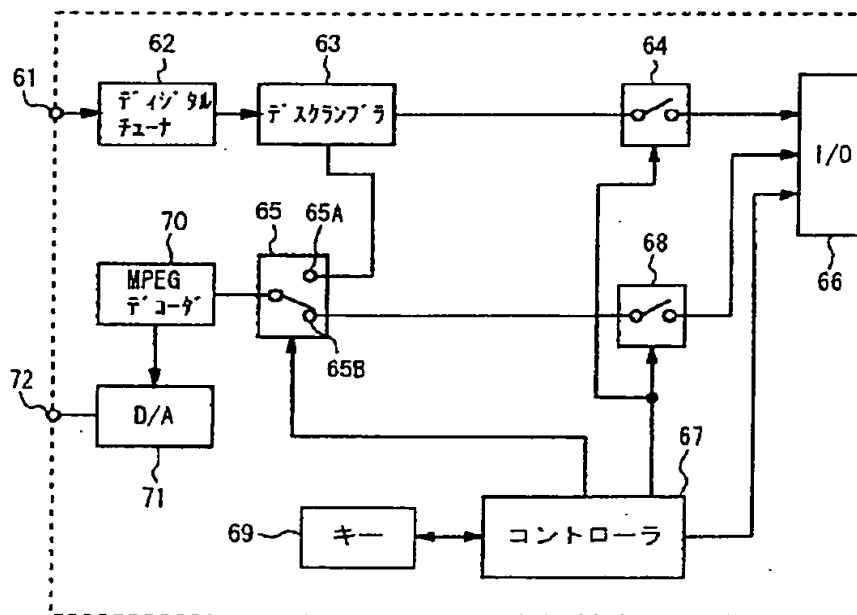 62
63
64
61
ディジタル
チューナ
デスクランブラ
I/O
66
65
65A
70
MPEG
デコーダ
68
65B
72
D/A
71
67
69
キー
コントローラ